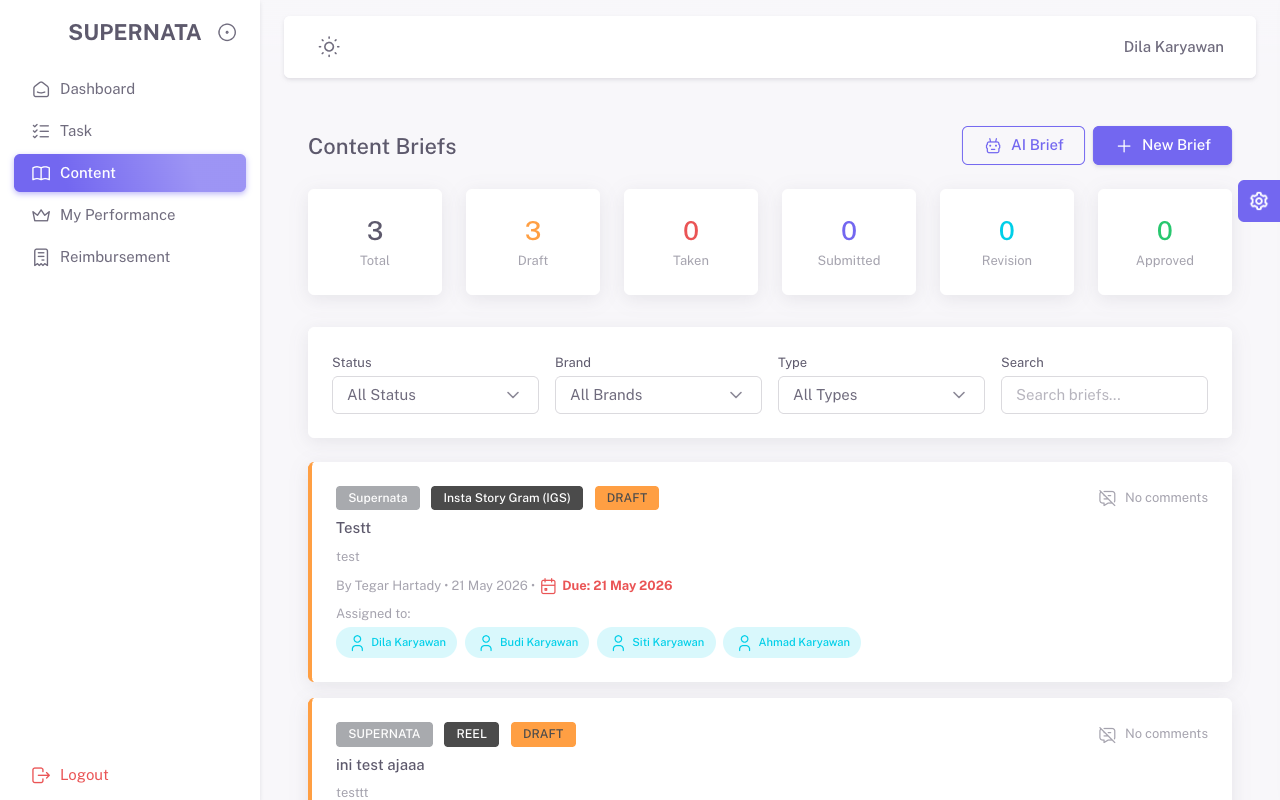 SUPERNATA
Dashboard
Task
Content
My Performance
Reimbursement
Logout
Dila Karyawan
Content Briefs
AI Brief
New Brief
3
Total
3
Draft
0
Taken
0
Submitted
0
Revision
0
Approved
Status
All Status
Brand
All Brands
Type
All Types
Search
Search briefs...
Supernata Insta Story Gram (IGS) DRAFT
No comments
Testt
test
By Tegar Hartady • 21 May 2026 • Due: 21 May 2026
Assigned to:
Dila Karyawan Budi Karyawan Siti Karyawan Ahmad Karyawan
SUPERNATA REEL DRAFT
No comments
ini test ajaaa
testtt